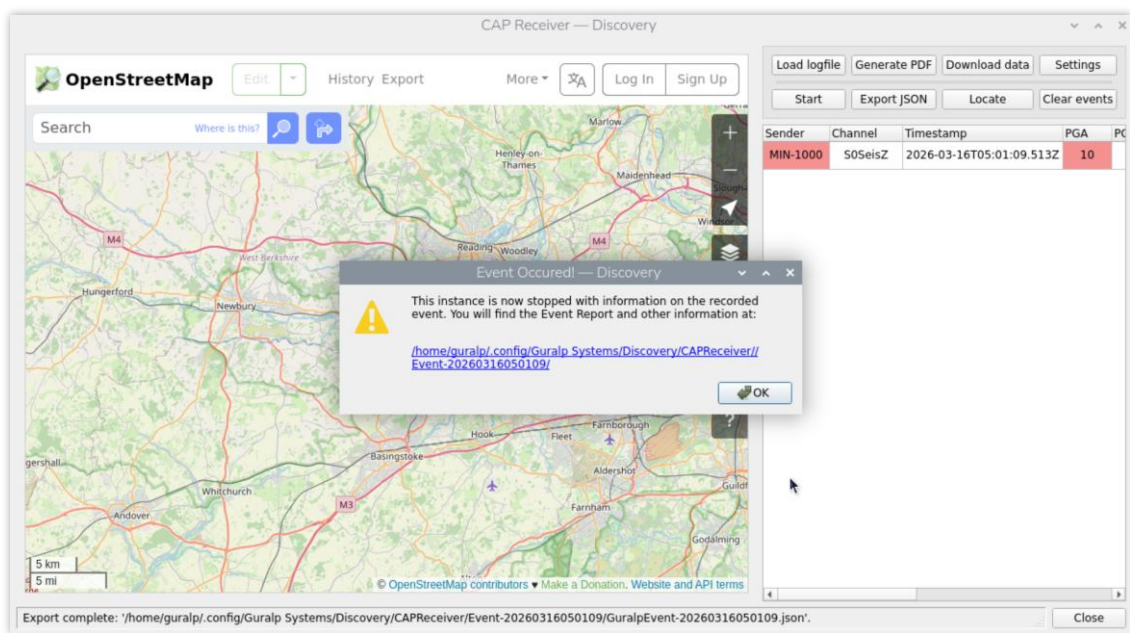 CAP Receiver — Discovery
OpenStreetMap
Edit
History Export
More
Log In
Sign Up
Search
Where is this?
Load logfile
Generate PDF
Download data
Settings
Start
Export JSON
Locate
Clear events
Sender Channel Timestamp PGA
MIN-1000 S0SeisZ 2026-03-16T05:01:09.513Z 10
Marlow
Henley-on-
Thames
Maidenhead
Slough
M4
West Berkshire
Reading
Woodley
M4
Hungerford
Newbury
Event Occured! — Discovery
This instance is now stopped with information on the recorded
event. You will find the Event Report and other information at:
/home/guralp/.config/Guralp Systems/Discovery/CAPReceiver//
Event-20260316050109/
OK
?
Hook
Fleet
Farnborough
Basingstoke
gershall
Aldershot
Whitchurch
M3
Guildf
Andover
Farnham
Godalming
5 km
5 mi
© OpenStreetMap contributors ♥ Make a Donation. Website and API terms
Export complete: '/home/guralp/.config/Guralp Systems/Discovery/CAPReceiver/Event-20260316050109/GuralpEvent-20260316050109.json'.
Close